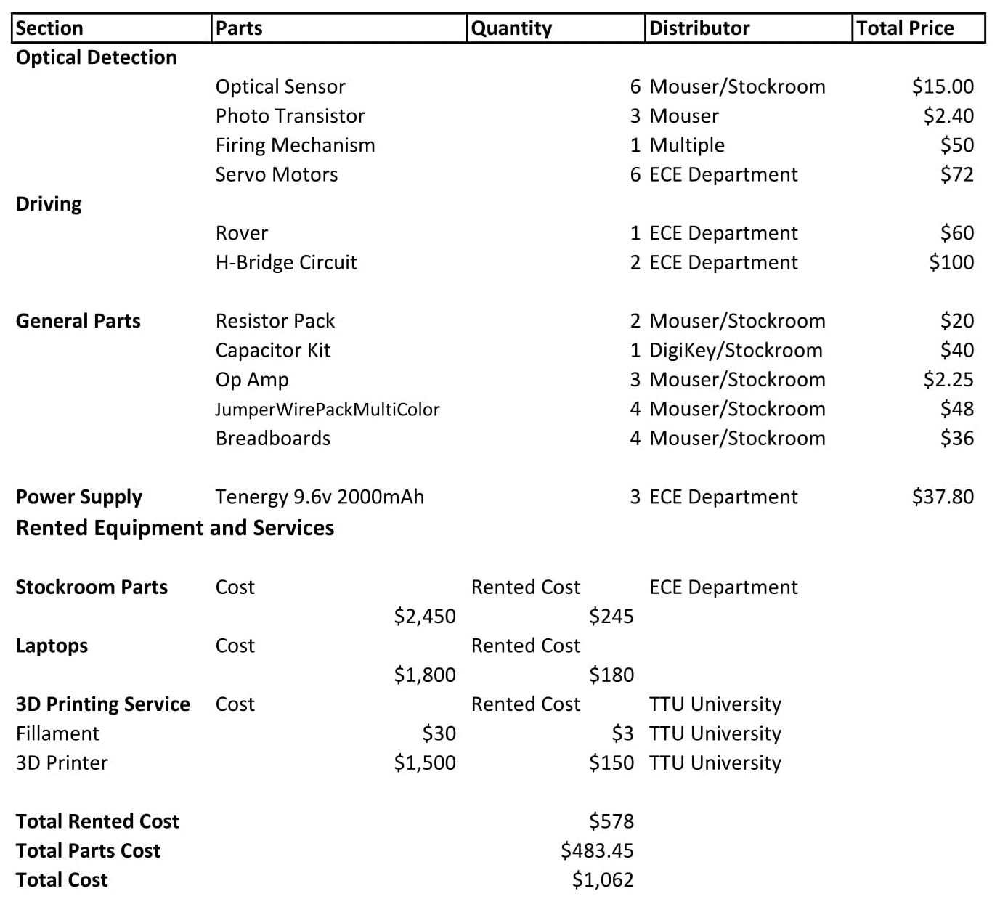 Section Parts Quantity Distributor Total Price
Optical Detection
Optical Sensor 6 Mouser/Stockroom $15.00
Photo Transistor 3 Mouser $2.40
Firing Mechanism 1 Multiple $50
Servo Motors 6 ECE Department $72
Driving
Rover 1 ECE Department $60
H-Bridge Circuit 2 ECE Department $100
General Parts Resistor Pack 2 Mouser/Stockroom $20
Capacitor Kit 1 DigiKey/Stockroom $40
Op Amp 3 Mouser/Stockroom $2.25
JumperWirePackMultiColor 4 Mouser/Stockroom $48
Breadboards 4 Mouser/Stockroom $36
Power Supply Tenergy 9.6v 2000mAh 3 ECE Department $37.80
Rented Equipment and Services
Stockroom Parts Cost Rented Cost ECE Department
$2,450 $245
Laptops Cost Rented Cost
$1,800 $180
3D Printing Service Cost Rented Cost TTU University
Fillament $30 $3 TTU University
3D Printer $1,500 $150 TTU University
Total Rented Cost $578
Total Parts Cost $483.45
Total Cost $1,062